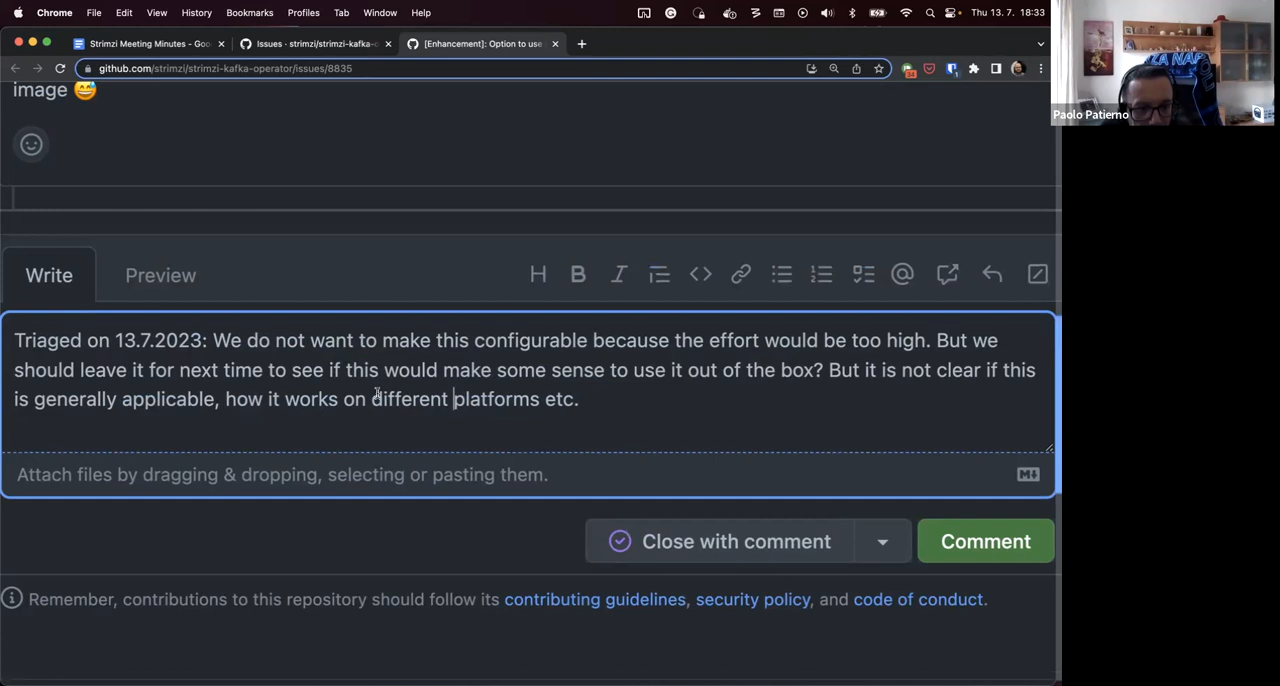 Chrome File Edit View History Bookmarks Profiles Tab Window Help Thu 13. 7. 18:33
Strimzi Meeting Minutes - Goo Issues · strimzi/strimzi-kafka-o [Enhancement]: Option to use
github.com/strimzi/strimzi-kafka-operator/issues/8835
Paolo Patierno
image 😅
Write Preview
Triaged on 13.7.2023: We do not want to make this configurable because the effort would be too high. But we
should leave it for next time to see if this would make some sense to use it out of the box? But it is not clear if this
is generally applicable, how it works on different platforms etc.
Attach files by dragging & dropping, selecting or pasting them.
Close with comment Comment
Remember, contributions to this repository should follow its contributing guidelines, security policy, and code of conduct.